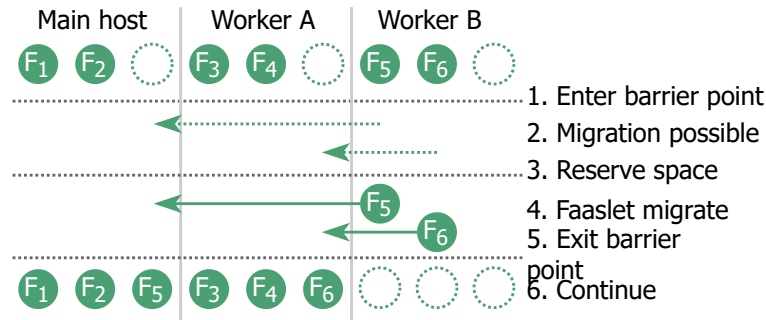 Main host Worker A Worker B
F1 F2 F3 F4 F5 F6
1. Enter barrier point
2. Migration possible
3. Reserve space
F5
4. Faaslet migrate
F6
5. Exit barrier
point
F1 F2 F5 F3 F4 F6
6. Continue